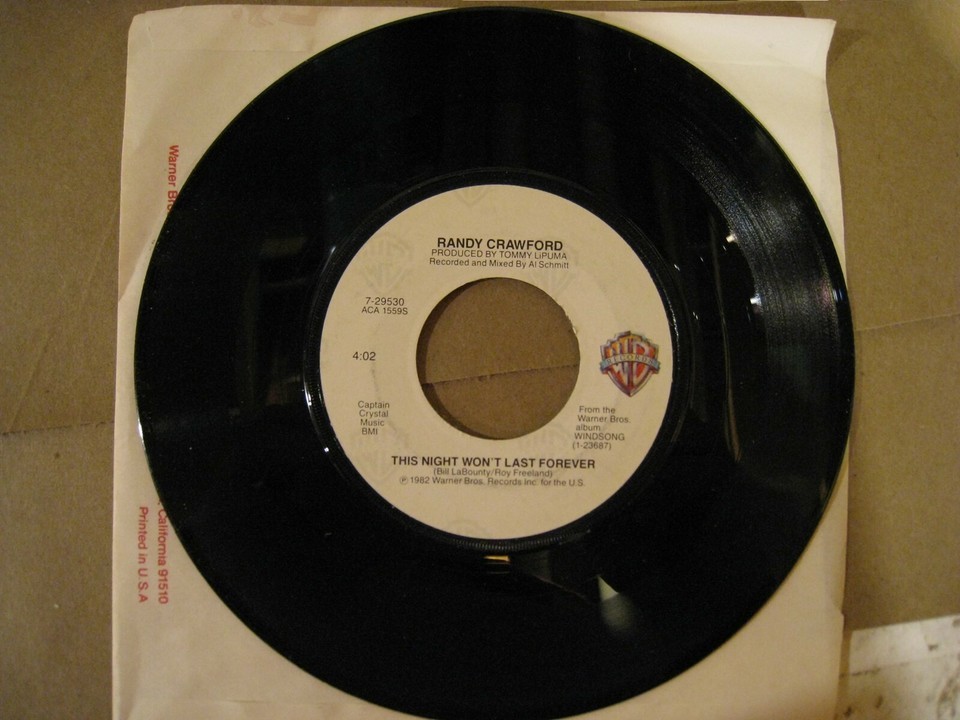 RANDY CRAWFORD
PRODUCED BY TOMMY LiPUMA
Recorded and Mixed By Al Schmitt
7-29530
ACA 1559S
4:02
RECORDS
Captain
Crystal
Music
BMI
From the
Warner Bros.
album
WINDSONG
(1-23687)
THIS NIGHT WON'T LAST FOREVER
(Bill LaBounty/Roy Freeland)
℗ 1982 Warner Bros. Records Inc. for the U.S.
Warner
California 91510
Printed in U.S.A